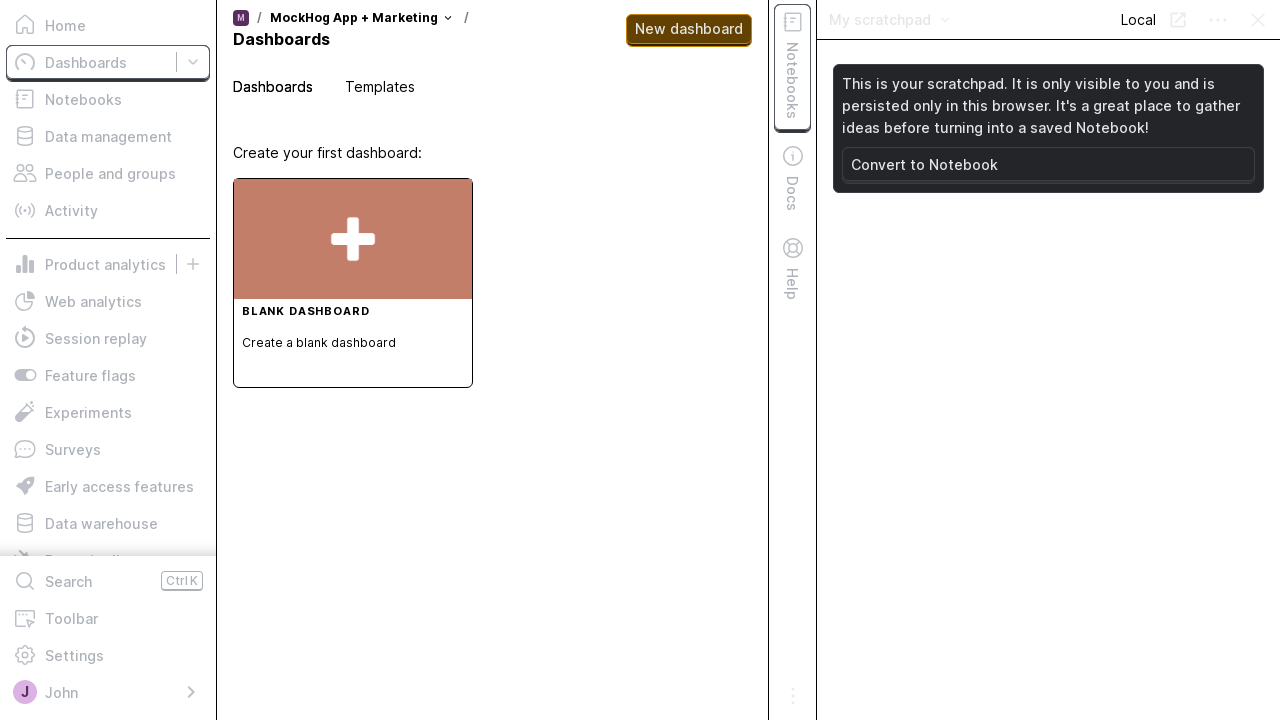 Home
Dashboards
Notebooks
Data management
People and groups
Activity
Product analytics
Web analytics
Session replay
Feature flags
Experiments
Surveys
Early access features
Data warehouse
Search Ctrl K
Toolbar
Settings
J John
M / MockHog App + Marketing /
Dashboards
New dashboard
Dashboards Templates
Create your first dashboard:
BLANK DASHBOARD
Create a blank dashboard
Notebooks
Docs
Help
My scratchpad Local
This is your scratchpad. It is only visible to you and is
persisted only in this browser. It's a great place to gather
ideas before turning into a saved Notebook!
Convert to Notebook